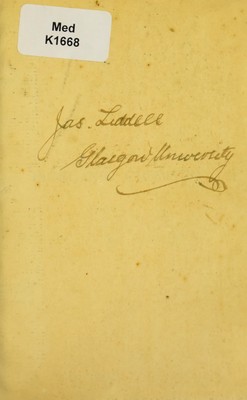 Med
K1668
Jas. Liddell
Glasgow University